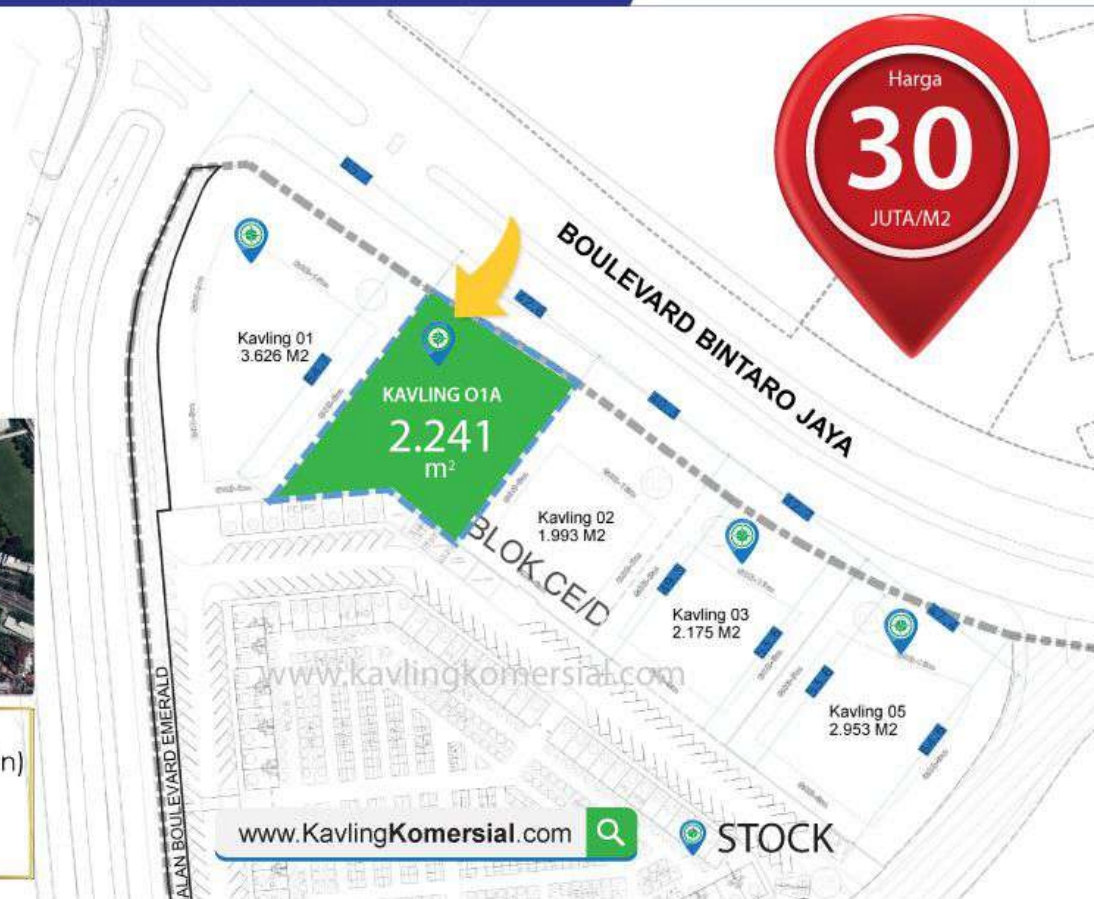 Harga
30
JUTA/M2
BOULEVARD BINTARO JAYA
Kavling 01
3.626 M2
KAVLING O1A
2.241
m²
Kavling 02
1.993 M2
BLOK CE/D
Kavling 03
2.175 M2
www.kavlingkomersial.com
Kavling 05
2.953 M2
ALAN BOULEVARD EMERALD
n)
www.KavlingKomersial.com
STOCK